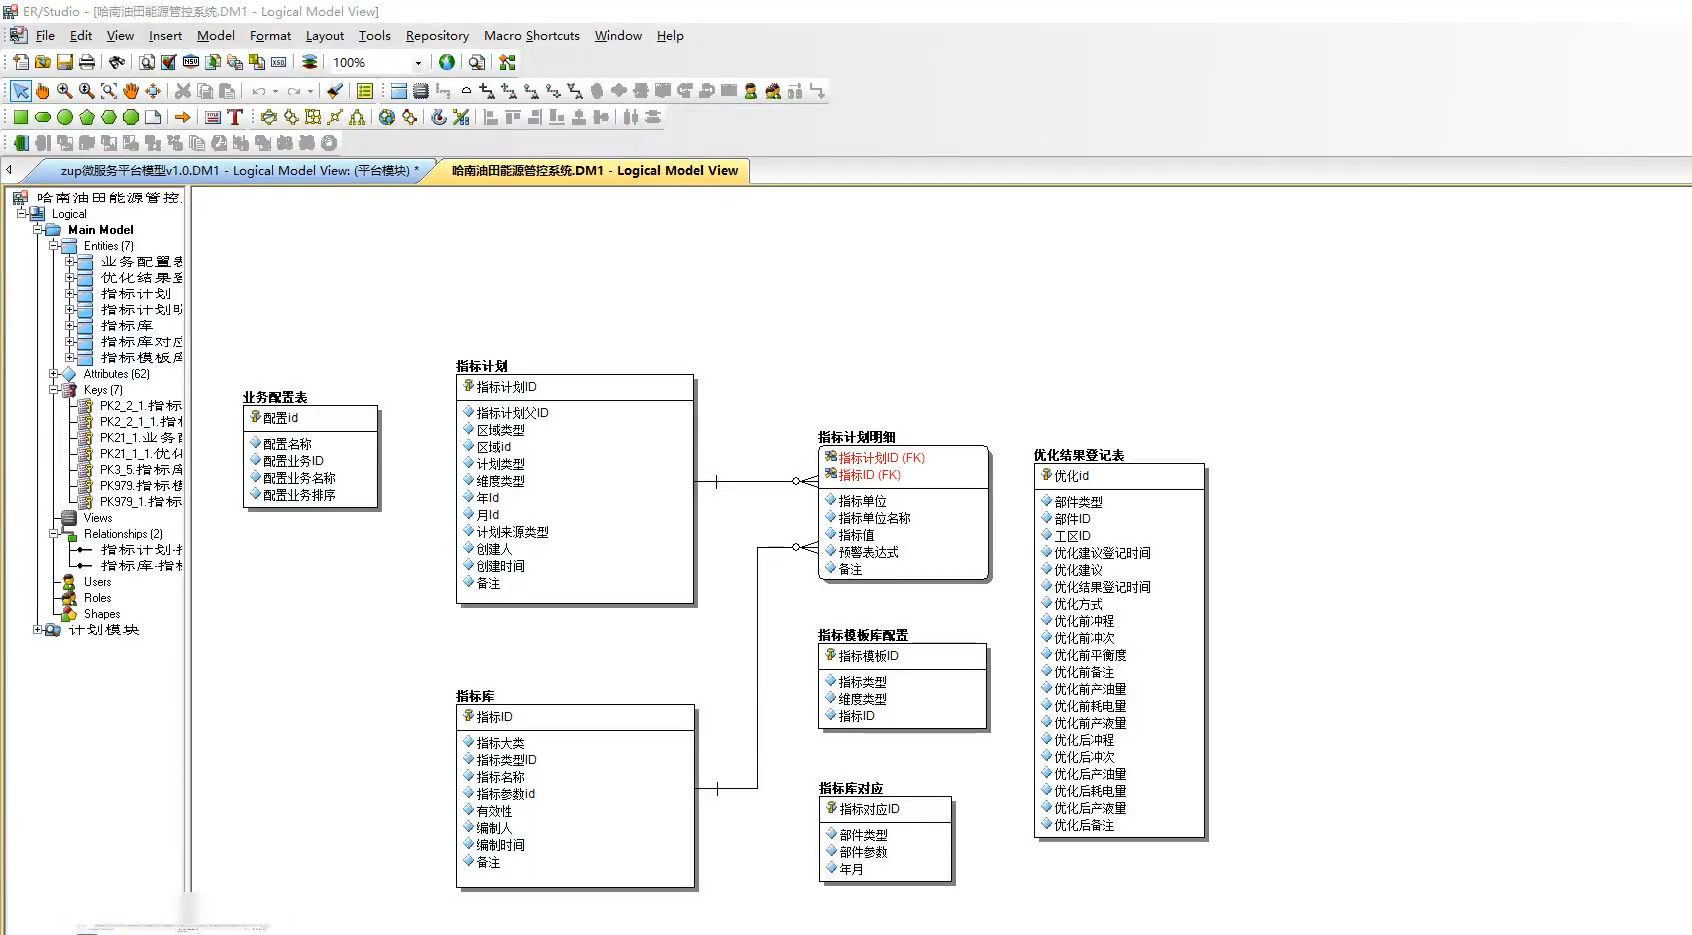 ER/Studio - [哈南油田能源管控系统.DM1 - Logical Model View]
File Edit View Insert Model Format Layout Tools Repository Macro Shortcuts Window Help
100%
zup微服务平台模型v1.0.DM1 - Logical Model View: (平台模块) *
哈南油田能源管控系统.DM1 - Logical Model View
哈南油田能源管控
Logical
Main Model
Entities (7)
业务配置表
优化结果登
指标计划
指标计划明
指标库
指标库对应
指标模板库
Attributes (62)
Keys (7)
PK2_2_1.指标
PK2_2_1_1.指标
PK21_1.业务配
PK21_1_1.优化
PK3_5.指标库
PK979.指标模
PK979_1.指标
Views
Relationships (2)
指标计划-指
指标库-指标
Users
Roles
Shapes
计划模块
业务配置表
配置id
配置名称
配置业务ID
配置业务名称
配置业务排序
指标计划
指标计划ID
指标计划父ID
区域类型
区域id
计划类型
维度类型
年Id
月Id
计划来源类型
创建人
创建时间
备注
指标库
指标ID
指标大类
指标类型ID
指标名称
指标参数id
有效性
编制人
编制时间
备注
指标计划明细
指标计划ID (FK)
指标ID (FK)
指标单位
指标单位名称
指标值
预警表达式
备注
指标模板库配置
指标模板ID
指标类型
维度类型
指标ID
指标库对应
指标对应ID
部件类型
部件参数
年月
优化结果登记表
优化id
部件类型
部件ID
工区ID
优化建议登记时间
优化建议
优化结果登记时间
优化方式
优化前冲程
优化前冲次
优化前平衡度
优化前备注
优化前产油量
优化前耗电量
优化前产液量
优化后冲程
优化后冲次
优化后产油量
优化后耗电量
优化后产液量
优化后备注